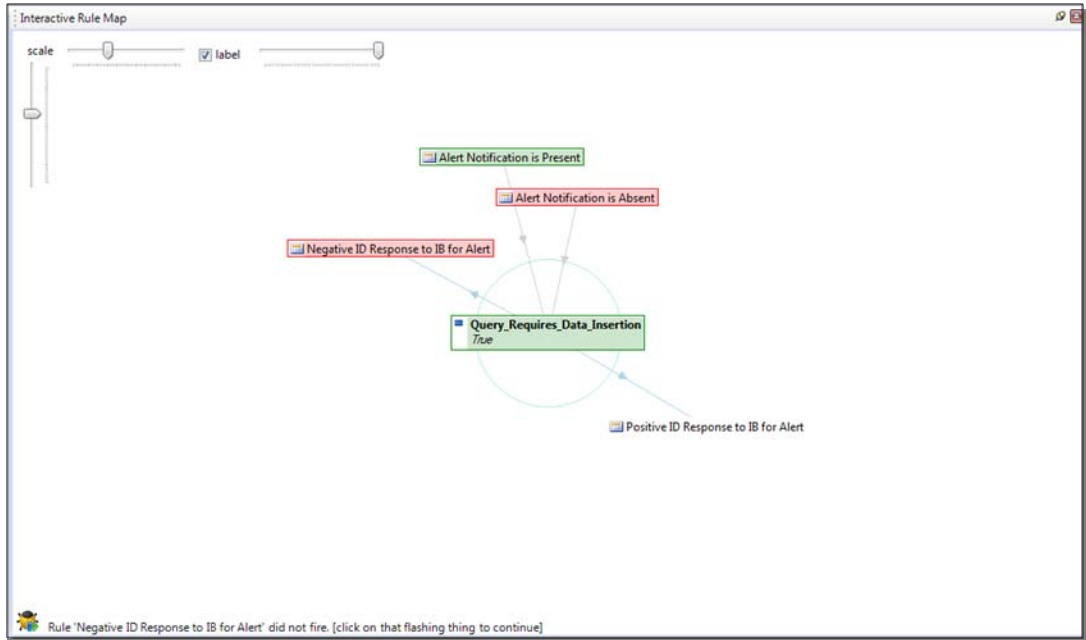 Interactive Rule Map
scale
label
Alert Notification is Present
Alert Notification is Absent
Negative ID Response to IB for Alert
Query_Requires_Data_Insertion
True
Positive ID Response to IB for Alert
Rule 'Negative ID Response to IB for Alert' did not fire. [click on that flashing thing to continue]